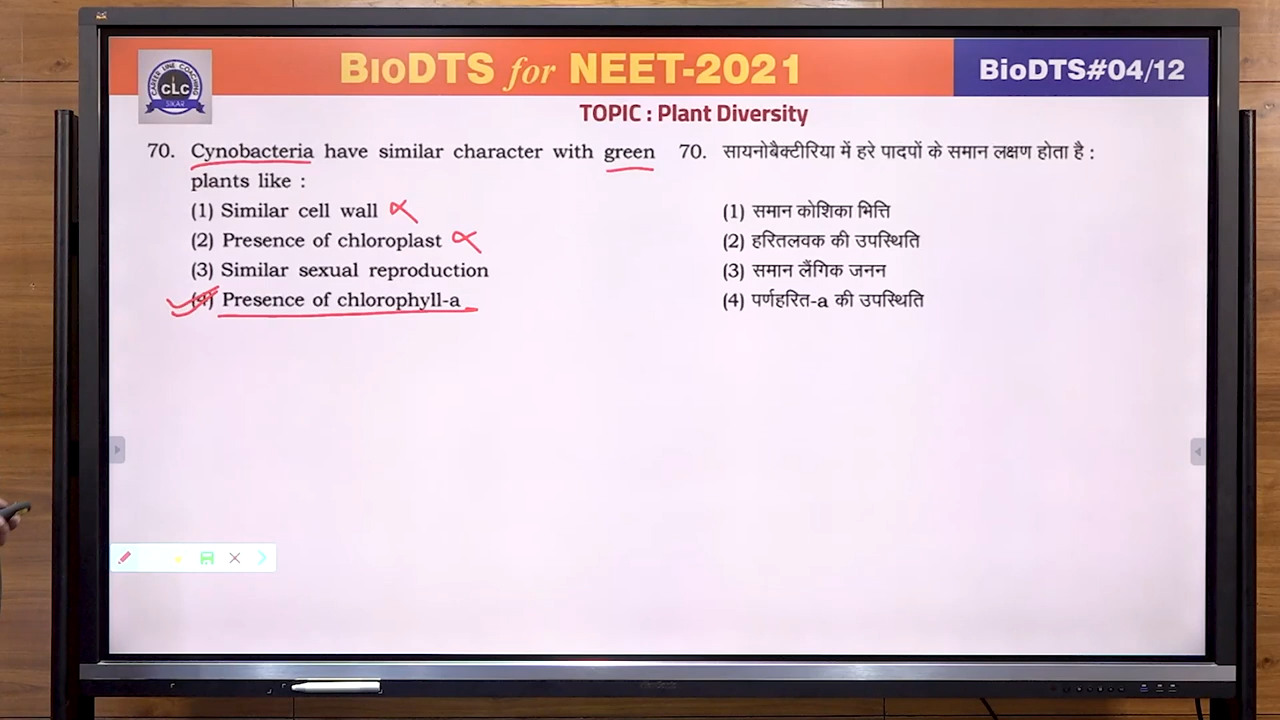 CAREER LINE COACHING
CLC
SIKAR
BIODTS for NEET-2021
BioDTS#04/12
TOPIC : Plant Diversity
70. Cynobacteria have similar character with green
plants like :
(1) Similar cell wall
(2) Presence of chloroplast
(3) Similar sexual reproduction
(4) Presence of chlorophyll-a
70. सायनोबैक्टीरिया में हरे पादपों के समान लक्षण होता है :
(1) समान कोशिका भित्ति
(2) हरितलवक की उपस्थिति
(3) समान लैंगिक जनन
(4) पर्णहरित-a की उपस्थिति